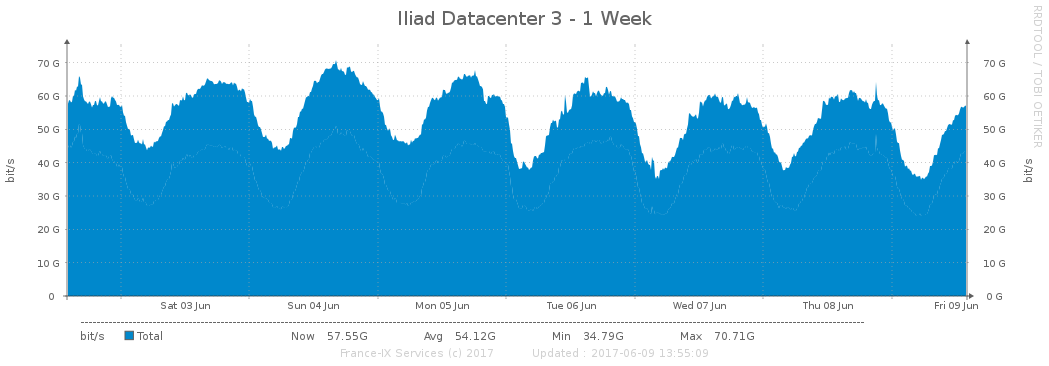 Iliad Datacenter 3 - 1 Week
RRDTOOL / TOBI OETIKER
70 G 70 G
60 G 60 G
50 G 50 G
40 G 40 G
30 G 30 G
20 G 20 G
10 G 10 G
0 0 G
bit/s
bit/s
Sat 03 Jun Sun 04 Jun Mon 05 Jun Tue 06 Jun Wed 07 Jun Thu 08 Jun Fri 09 Jun
bit/s Total Now 57.55G Avg 54.12G Min 34.79G Max 70.71G
France-IX Services (c) 2017 Updated : 2017-06-09 13:55:09